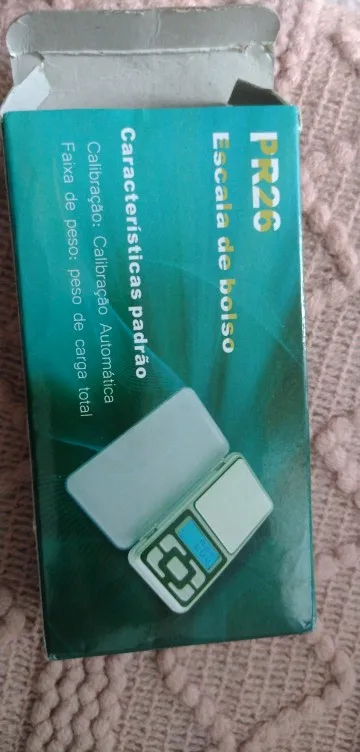 PR26
Escala de bolso
Características padrão
Calibração: Calibração Automática
Faixa de peso: peso de carga total